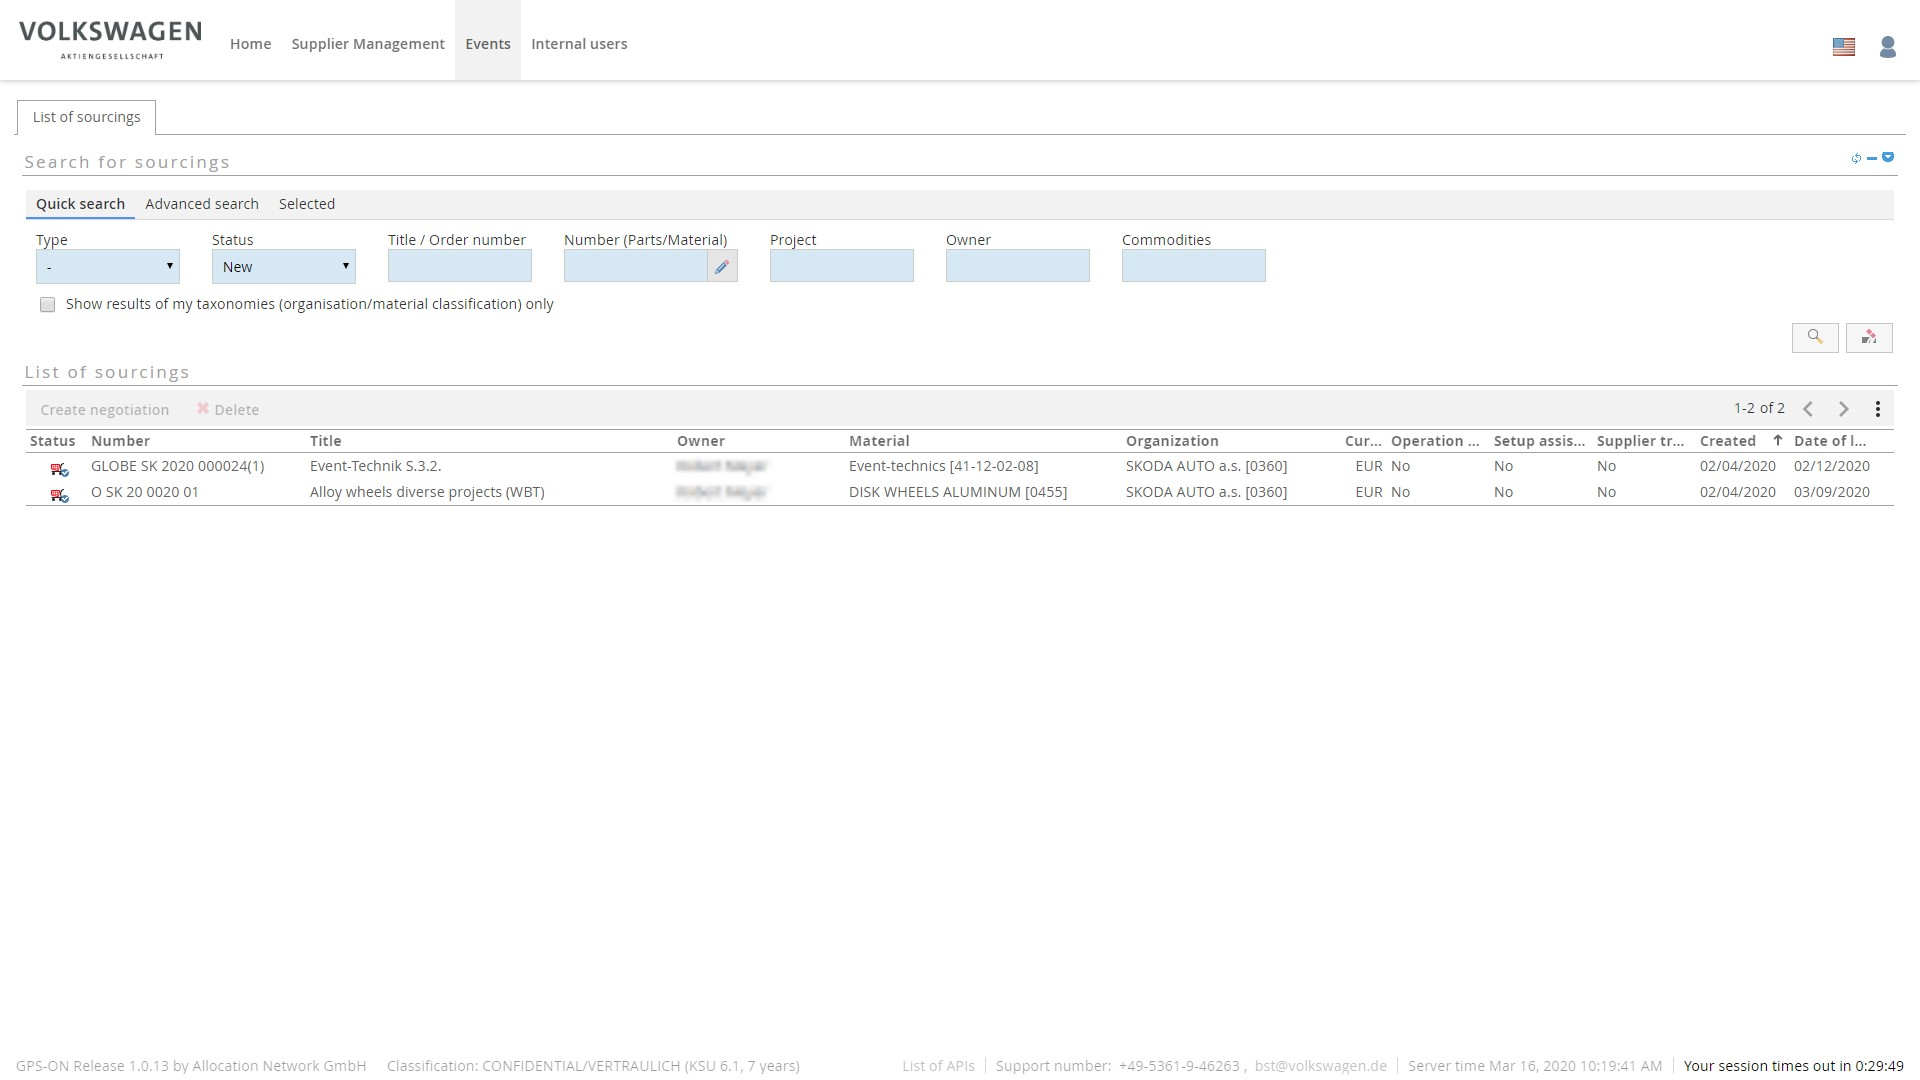 VOLKSWAGEN
AKTIENGESELLSCHAFT
Home Supplier Management Events Internal users
List of sourcings
Search for sourcings
Quick search Advanced search Selected
Type Status Title / Order number Number (Parts/Material) Project Owner Commodities
- New
Show results of my taxonomies (organisation/material classification) only
List of sourcings
Create negotiation Delete 1-2 of 2
Status Number Title Owner Material Organization Cur... Operation ... Setup assis... Supplier tr... Created Date of l...
GLOBE SK 2020 000024(1) Event-Technik S.3.2. Event-technics [41-12-02-08] SKODA AUTO a.s. [0360] EUR No No No 02/04/2020 02/12/2020
O SK 20 0020 01 Alloy wheels diverse projects (WBT) DISK WHEELS ALUMINUM [0455] SKODA AUTO a.s. [0360] EUR No No No 02/04/2020 03/09/2020
GPS-ON Release 1.0.13 by Allocation Network GmbH Classification: CONFIDENTIAL/VERTRAULICH (KSU 6.1, 7 years) List of APIs Support number: +49-5361-9-46263 , bst@volkswagen.de Server time Mar 16, 2020 10:19:41 AM Your session times out in 0:29:49